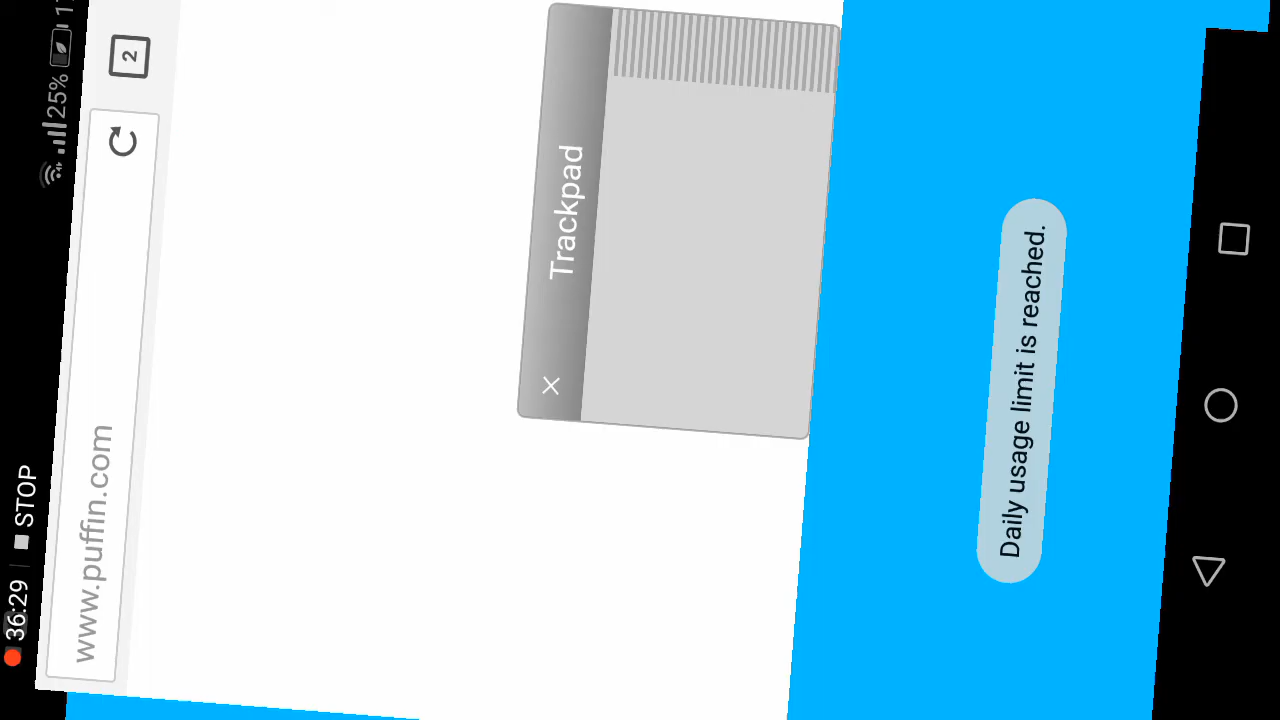 36:29 STOP
25%
www.puffin.com
2
Trackpad
Daily usage limit is reached.